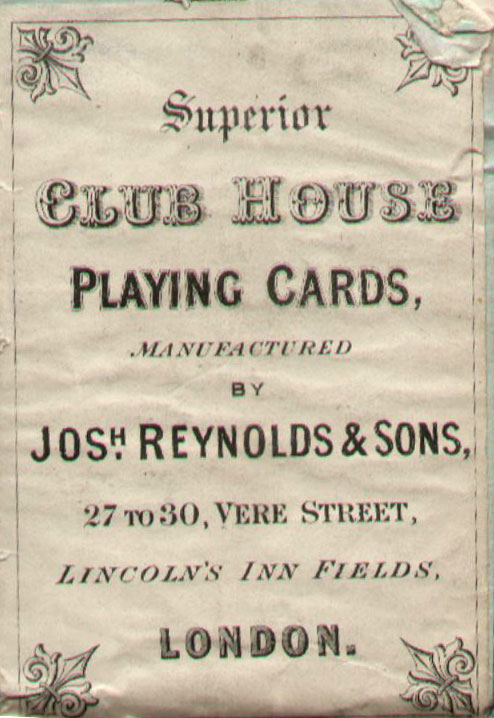 Superior
CLUB HOUSE
PLAYING CARDS,
MANUFACTURED
BY
JOSH. REYNOLDS & SONS,
27 TO 30, VERE STREET,
LINCOLN'S INN FIELDS,
LONDON.